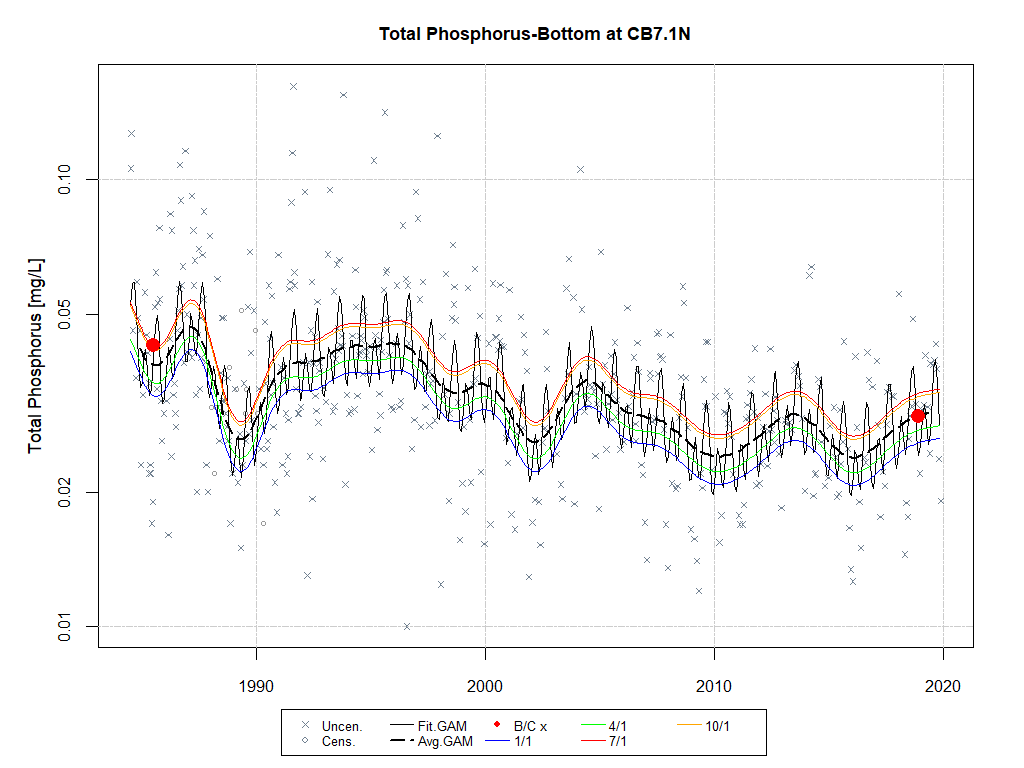 Total Phosphorus-Bottom at CB7.1N
Total Phosphorus [mg/L]
0.10
0.05
0.02
0.01
1990 2000 2010 2020
Uncen. Fit.GAM B/C x 4/1 10/1
Cens. Avg.GAM 1/1 7/1